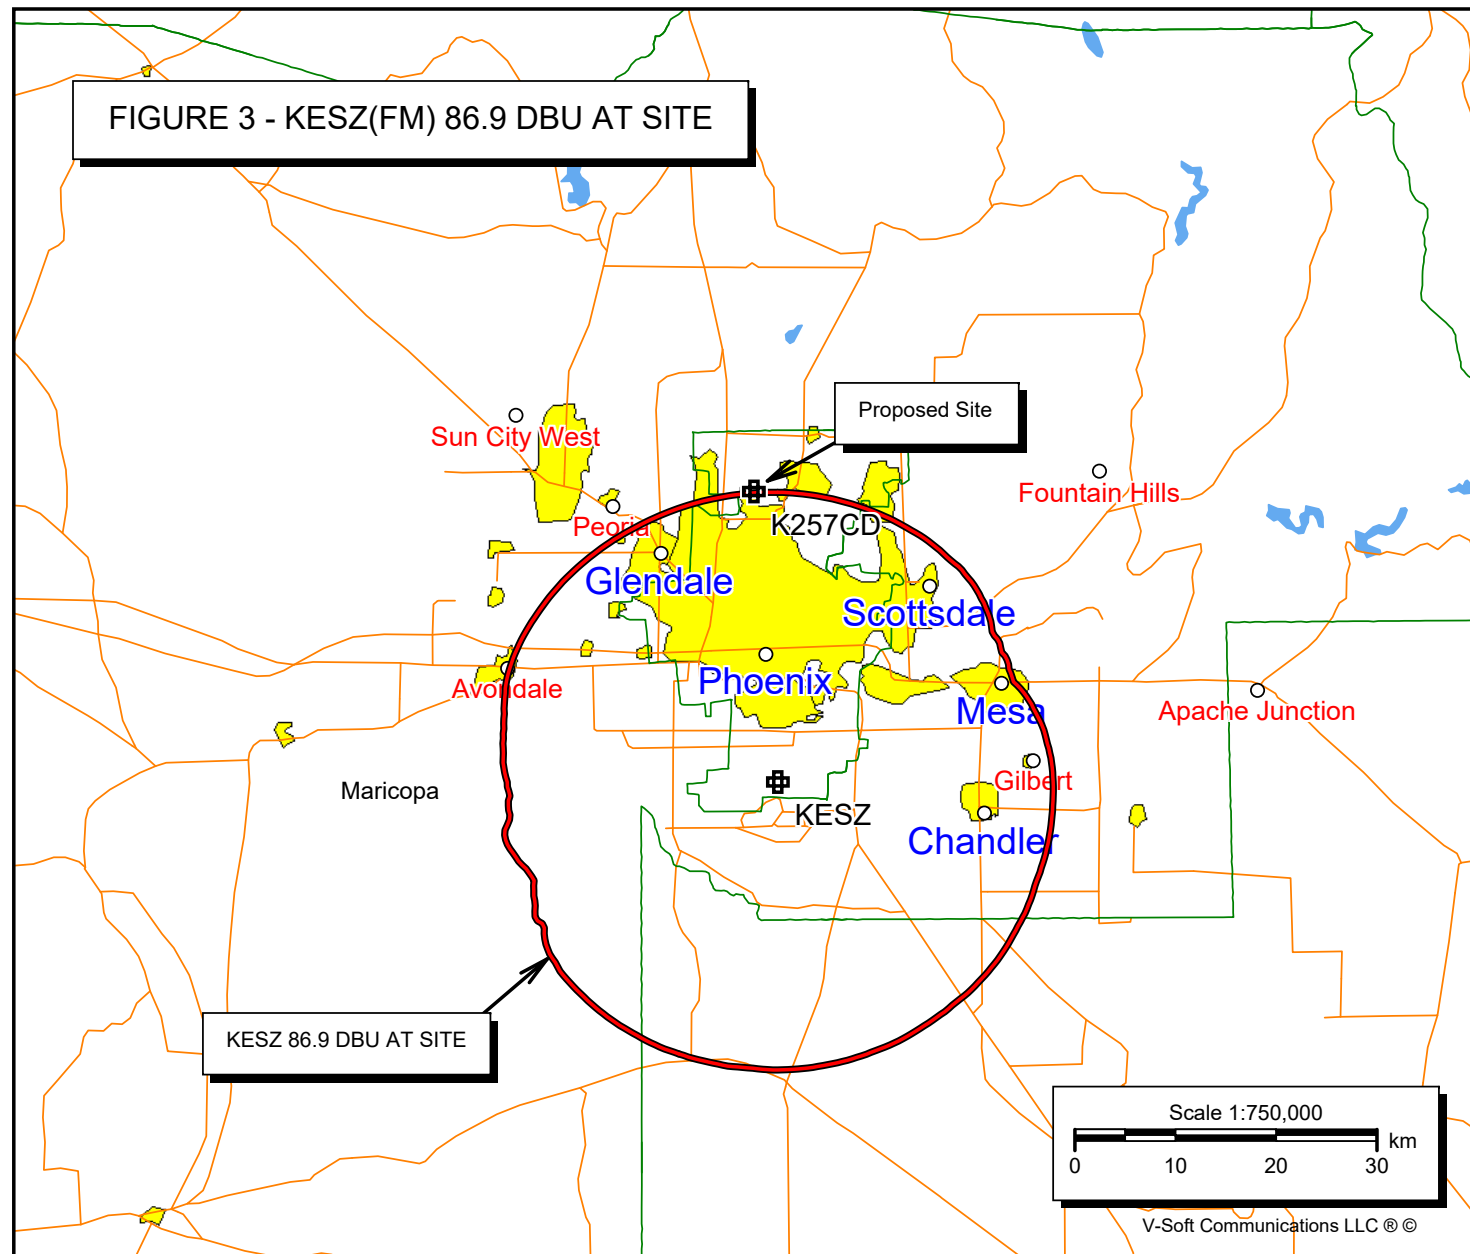 FIGURE 3 - KESZ(FM) 86.9 DBU AT SITE
Proposed Site
Sun City West
Fountain Hills
Peoria
K257CD
Glendale
Scottsdale
Phoenix
Avondale
Mesa
Apache Junction
Gilbert
Maricopa
KESZ
Chandler
KESZ 86.9 DBU AT SITE
Scale 1:750,000
km
0 10 20 30
V-Soft Communications LLC ® ©